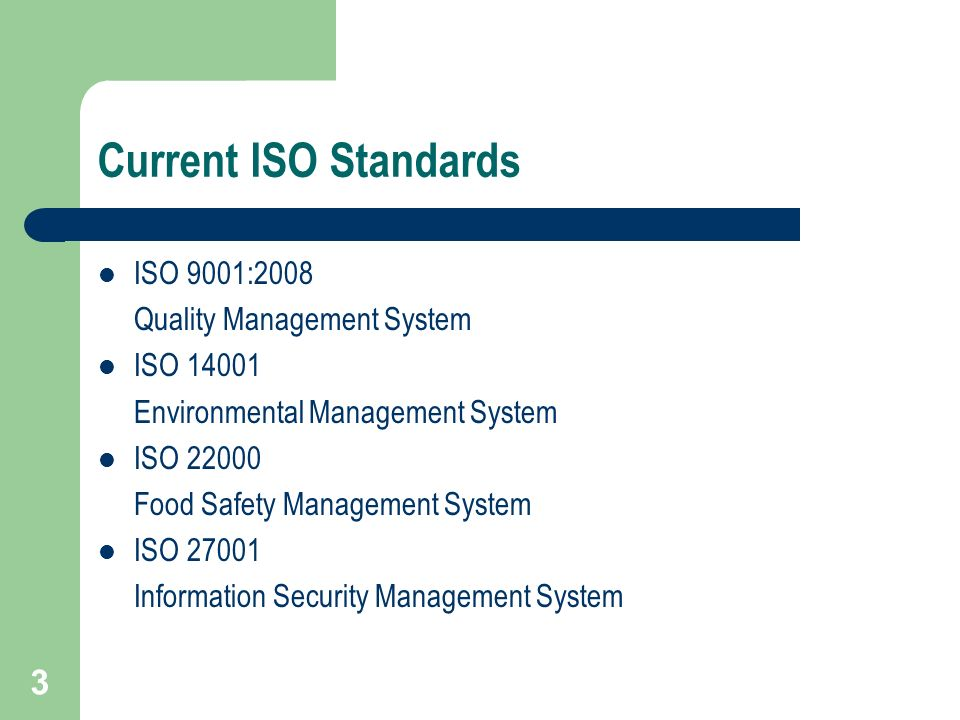 Current ISO Standards
ISO 9001:2008
Quality Management System
ISO 14001
Environmental Management System
ISO 22000
Food Safety Management System
ISO 27001
Information Security Management System
3